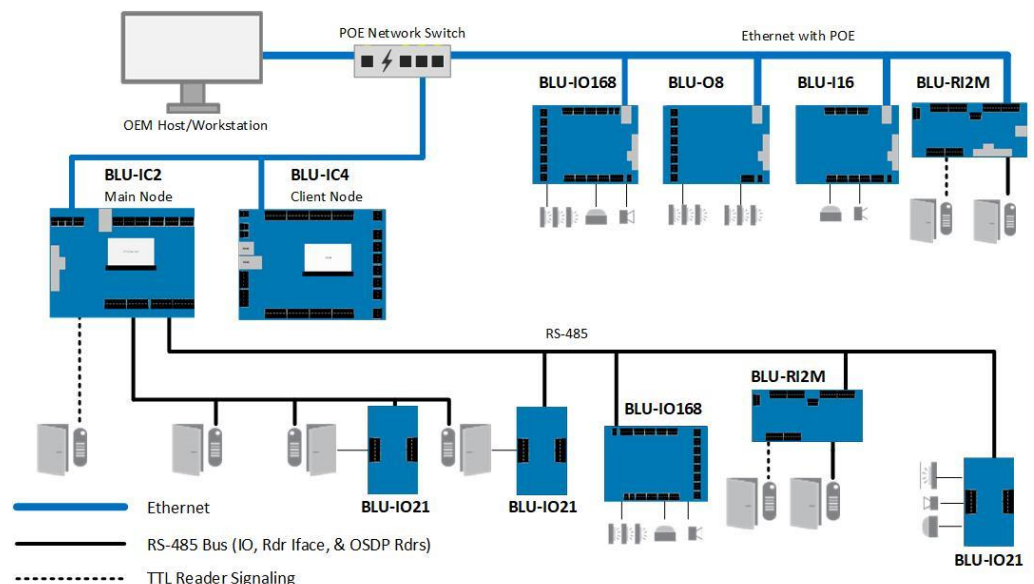 POE Network Switch
Ethernet with POE
OEM Host/Workstation
BLU-IO168
BLU-O8
BLU-I16
BLU-RI2M
BLU-IC2
Main Node
BLU-IC4
Client Node
RS-485
BLU-RI2M
BLU-IO168
BLU-IO21
BLU-IO21
BLU-IO21
Ethernet
RS-485 Bus (IO, Rdr Iface, & OSDP Rdrs)
TTL Reader Signaling